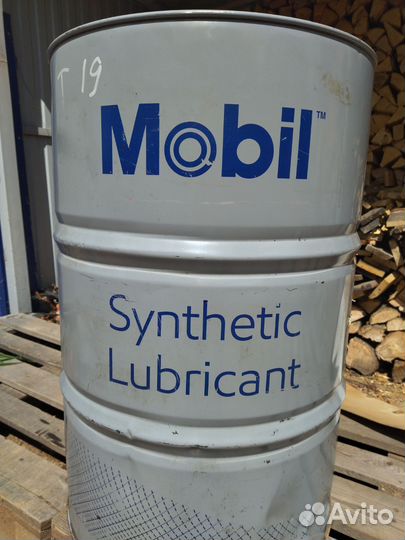 T 19
Mobil™
Synthetic
Lubricant
Avito